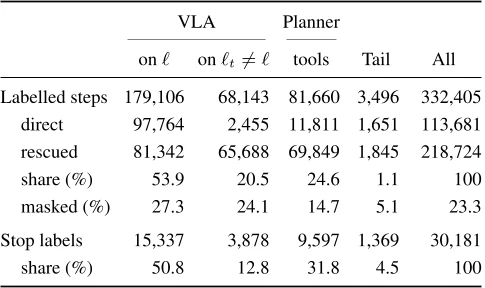 VLA Planner
on ℓ on ℓt ≠ ℓ tools Tail All
Labelled steps 179,106 68,143 81,660 3,496 332,405
direct 97,764 2,455 11,811 1,651 113,681
rescued 81,342 65,688 69,849 1,845 218,724
share (%) 53.9 20.5 24.6 1.1 100
masked (%) 27.3 24.1 14.7 5.1 23.3
Stop labels 15,337 3,878 9,597 1,369 30,181
share (%) 50.8 12.8 31.8 4.5 100